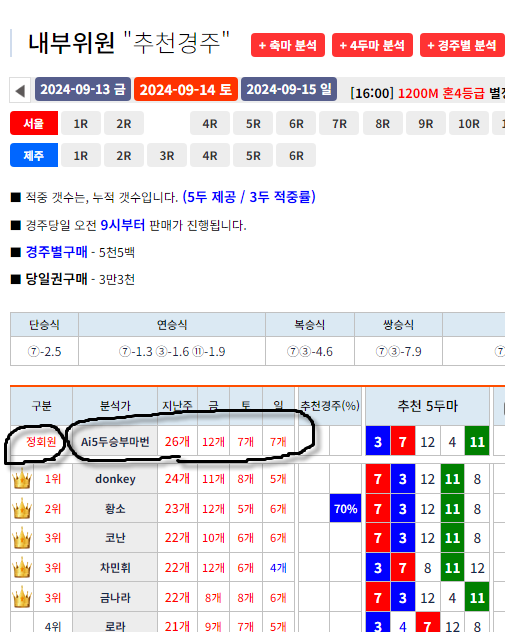 내부위원 "추천경주" + 축마 분석 + 4두마 분석 + 경주별 분석
2024-09-13 금 2024-09-14 토 2024-09-15 일 [16:00] 1200M 혼4등급 별정
서울 1R 2R 4R 5R 6R 7R 8R 9R 10R
제주 1R 2R 3R 4R 5R 6R
■ 적중 갯수는, 누적 갯수입니다. (5두 제공 / 3두 적중률)
■ 경주당일 오전 9시부터 판매가 진행됩니다.
■ 경주별구매 - 5천5백
■ 당일권구매 - 3만3천
단승식 연승식 복승식 쌍승식
⑦-2.5 ⑦-1.3 ③-1.6 ⑪-1.9 ⑦③-4.6 ⑦③-7.9 ⑦
구분 분석가 지난주 금 토 일 추천경주(%) 추천 5두마
정회원 Ai5두승부마번 26개 12개 7개 7개 3 7 12 4 11
1위 donkey 24개 11개 8개 5개 7 3 12 11 8
2위 황소 23개 12개 5개 6개 70% 7 3 12 11 8
3위 코난 22개 10개 6개 6개 7 3 12 11 8
3위 차민휘 22개 12개 6개 4개 3 7 8 11 12
3위 금나라 22개 8개 8개 6개 7 3 12 4 11
4위 로라 21개 9개 7개 5개 3 4 7 12 8